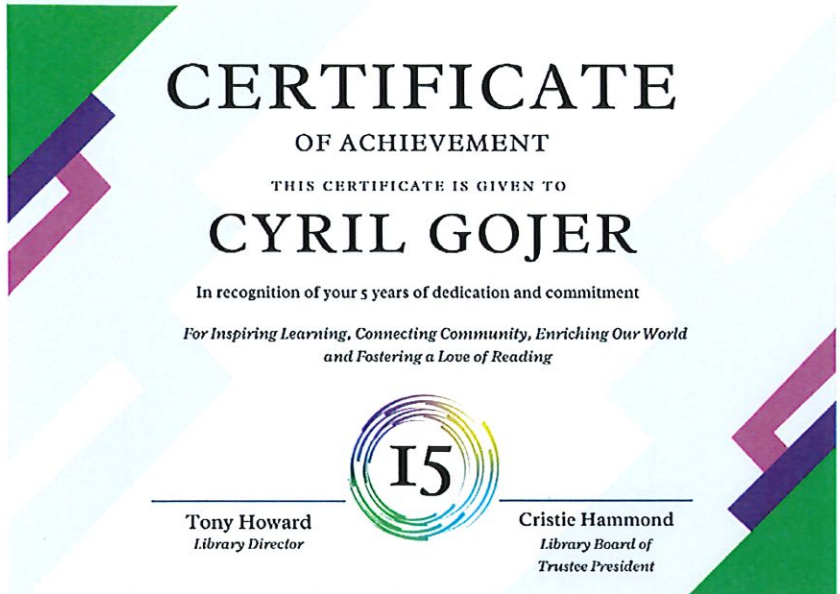 CERTIFICATE
OF ACHIEVEMENT
THIS CERTIFICATE IS GIVEN TO
CYRIL GOJER
In recognition of your 5 years of dedication and commitment
For Inspiring Learning, Connecting Community, Enriching Our World
and Fostering a Love of Reading
15
Tony Howard
Library Director
Cristie Hammond
Library Board of
Trustee President